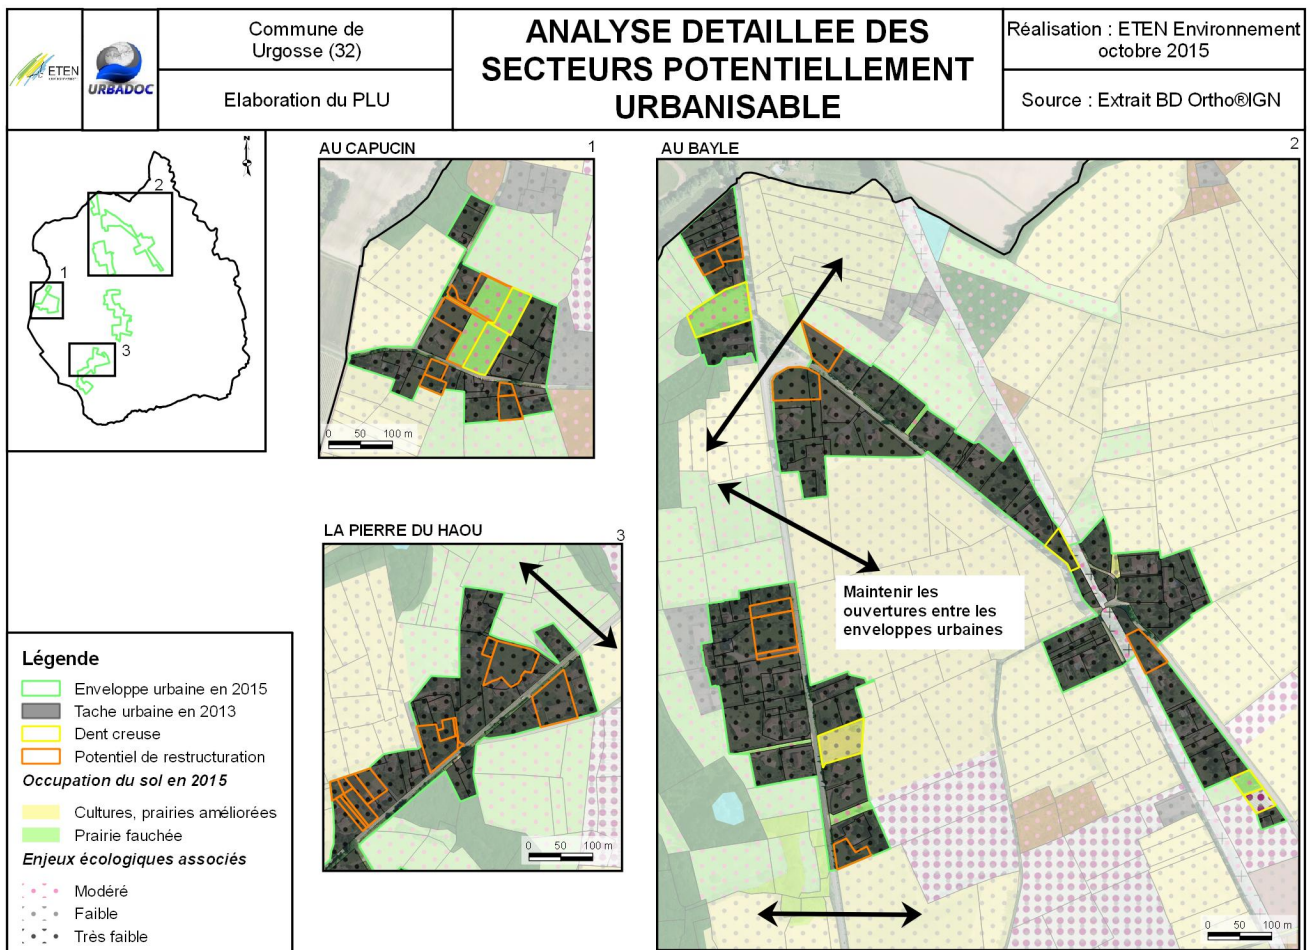 ETEN
URBADOC
Commune de
Urgosse (32)
Elaboration du PLU
ANALYSE DETAILLEE DES
SECTEURS POTENTIELLEMENT
URBANISABLE
Réalisation : ETEN Environnement
octobre 2015
Source : Extrait BD Ortho®IGN
N
2
1
3
AU CAPUCIN
1
0 50 100 m
AU BAYLE
2
Maintenir les
ouvertures entre les
enveloppes urbaines
0 50 100 m
LA PIERRE DU HAOU
3
0 50 100 m
Légende
Enveloppe urbaine en 2015
Tache urbaine en 2013
Dent creuse
Potentiel de restructuration
Occupation du sol en 2015
Cultures, prairies améliorées
Prairie fauchée
Enjeux écologiques associés
Modéré
Faible
Très faible